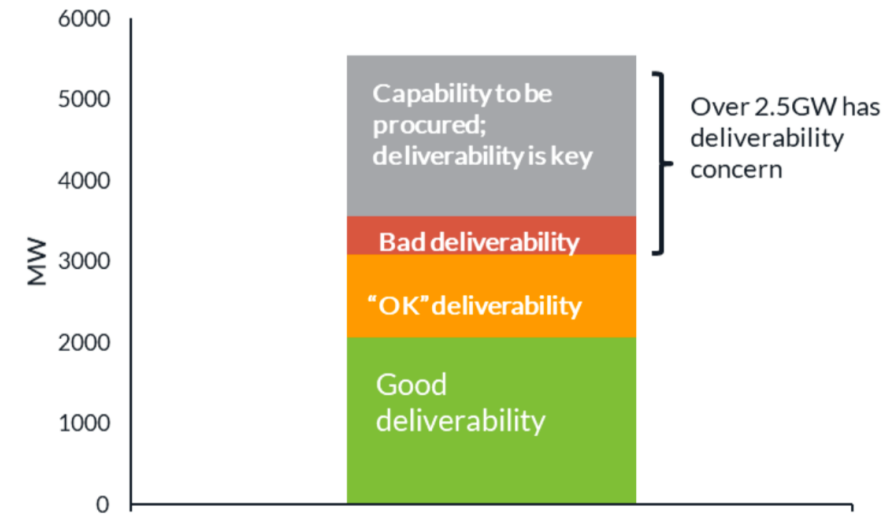 6000
5000
4000
3000
2000
1000
0
MW
Capability to be
procured;
deliverability is key
Bad deliverability
“OK” deliverability
Good
deliverability
Over 2.5GW has
deliverability
concern